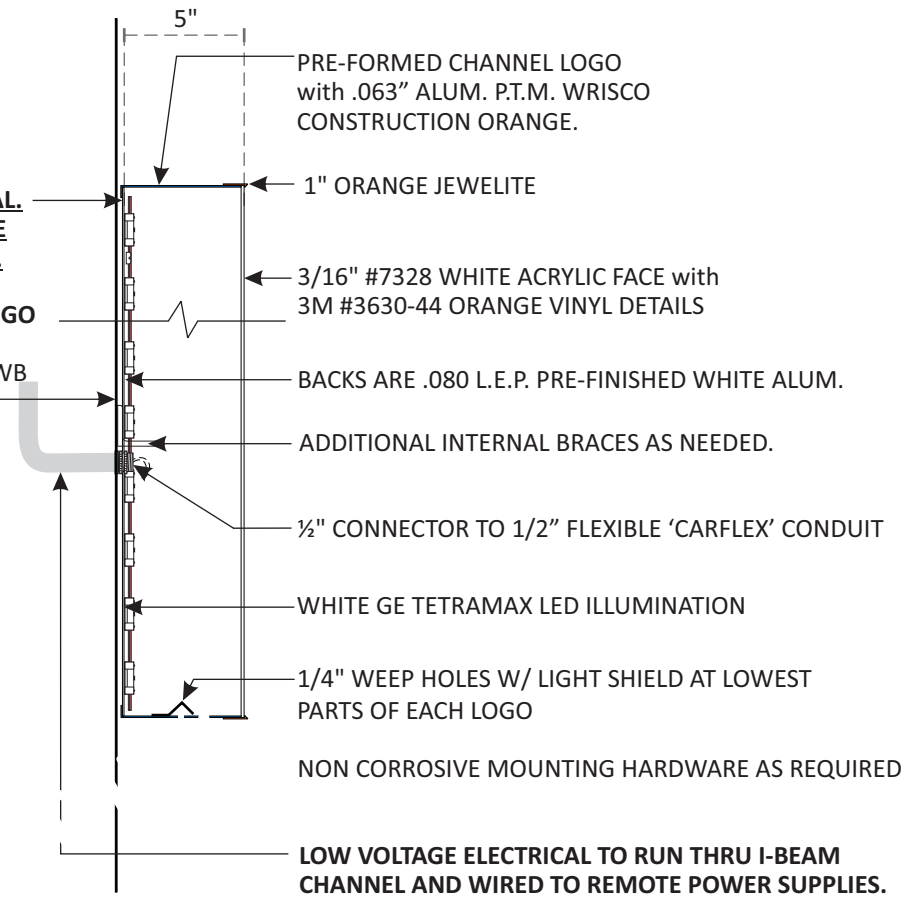 5"
PRE-FORMED CHANNEL LOGO
with .063” ALUM. P.T.M. WRISCO
CONSTRUCTION ORANGE.
1" ORANGE JEWELITE
AL.
3/16" #7328 WHITE ACRYLIC FACE with
3M #3630-44 ORANGE VINYL DETAILS
GO
WB
BACKS ARE .080 L.E.P. PRE-FINISHED WHITE ALUM.
ADDITIONAL INTERNAL BRACES AS NEEDED.
½" CONNECTOR TO 1/2” FLEXIBLE ‘CARFLEX’ CONDUIT
WHITE GE TETRAMAX LED ILLUMINATION
1/4" WEEP HOLES W/ LIGHT SHIELD AT LOWEST
PARTS OF EACH LOGO
NON CORROSIVE MOUNTING HARDWARE AS REQUIRED
LOW VOLTAGE ELECTRICAL TO RUN THRU I-BEAM
CHANNEL AND WIRED TO REMOTE POWER SUPPLIES.